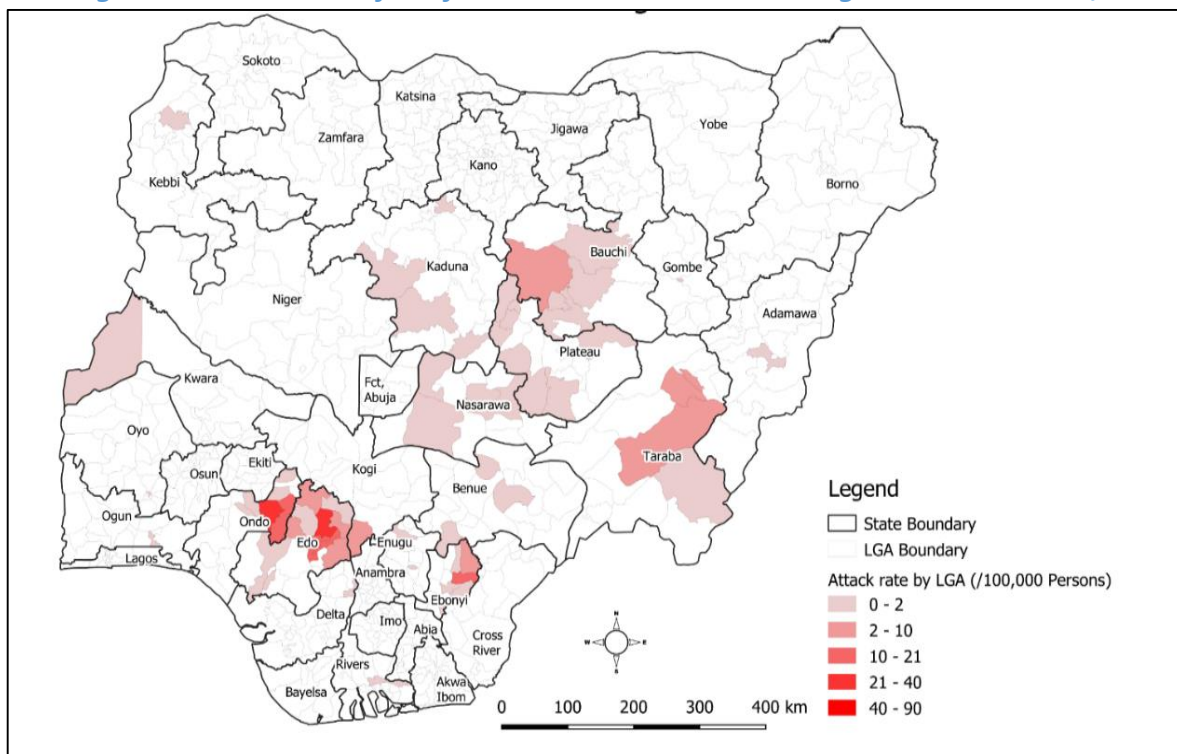 Sokoto
Katsina
Jigawa
Yobe
Zamfara
Kano
Kebbi
Borno
Bauchi
Kaduna
Gombe
Niger
Adamawa
Plateau
Kwara
Fct,
Abuja
Nasarawa
Oyo
Taraba
Osun
Ekiti
Kogi
Benue
Ogun
Ondo
Edo
Enugu
Lagos
Anambra
Ebonyi
Delta
Imo
Abia
Cross
River
Rivers
Bayelsa
Akwa
Ibom
N
W
E
S
0 100 200 300 400 km
Legend
State Boundary
LGA Boundary
Attack rate by LGA (/100,000 Persons)
0 - 2
2 - 10
10 - 21
21 - 40
40 - 90